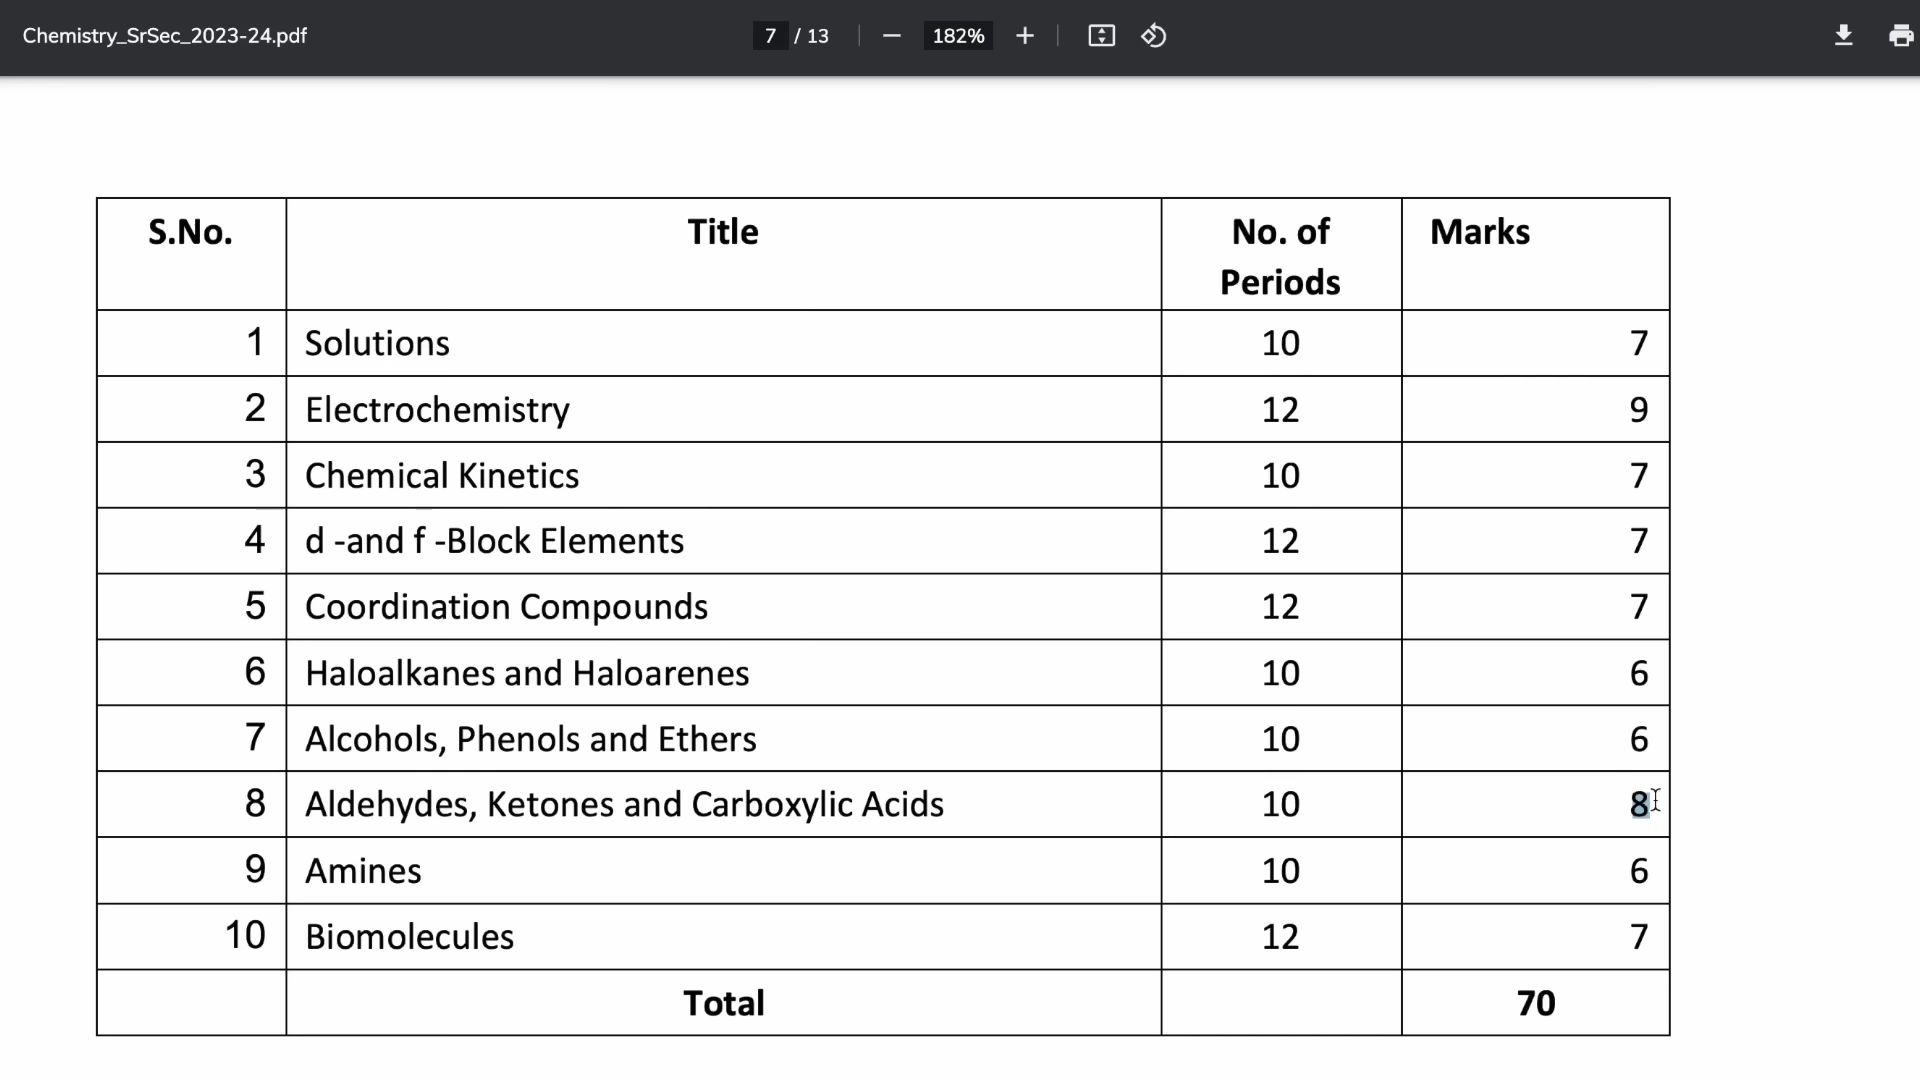 Chemistry_SrSec_2023-24.pdf 7 / 13 — 182% +
S.No. Title No. of Periods Marks
1 Solutions 10 7
2 Electrochemistry 12 9
3 Chemical Kinetics 10 7
4 d -and f -Block Elements 12 7
5 Coordination Compounds 12 7
6 Haloalkanes and Haloarenes 10 6
7 Alcohols, Phenols and Ethers 10 6
8 Aldehydes, Ketones and Carboxylic Acids 10 8
9 Amines 10 6
10 Biomolecules 12 7
Total 70